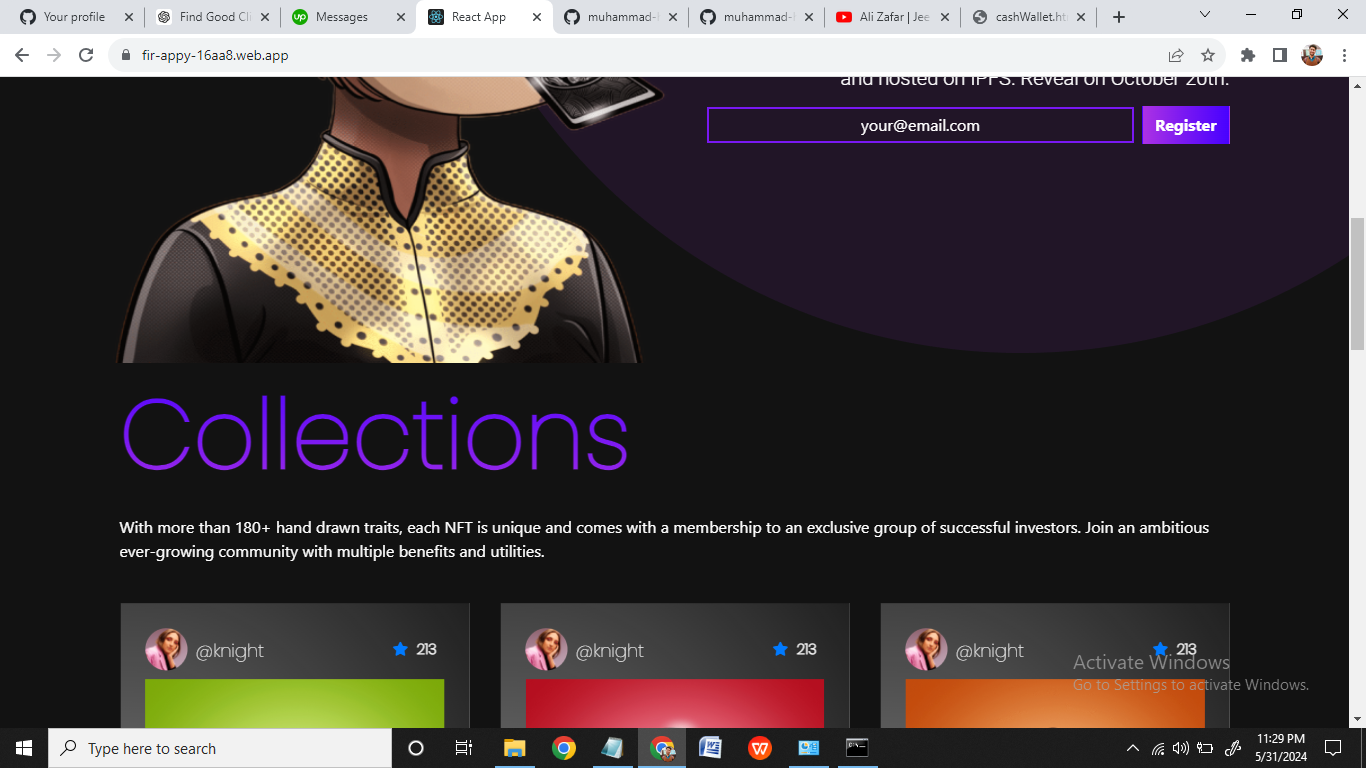 Your profile
Find Good Cli
up Messages
React App
muhammad-
muhammad-
Ali Zafar | Jee
cashWallet.ht
fir-appy-16aa8.web.app
and hosted on IPFS. Reveal on October 20th.
your@email.com
Register
Collections
With more than 180+ hand drawn traits, each NFT is unique and comes with a membership to an exclusive group of successful investors. Join an ambitious
ever-growing community with multiple benefits and utilities.
@knight 213
@knight 213
@knight 213
Activate Windows
Go to Settings to activate Windows.
Type here to search
11:29 PM
5/31/2024